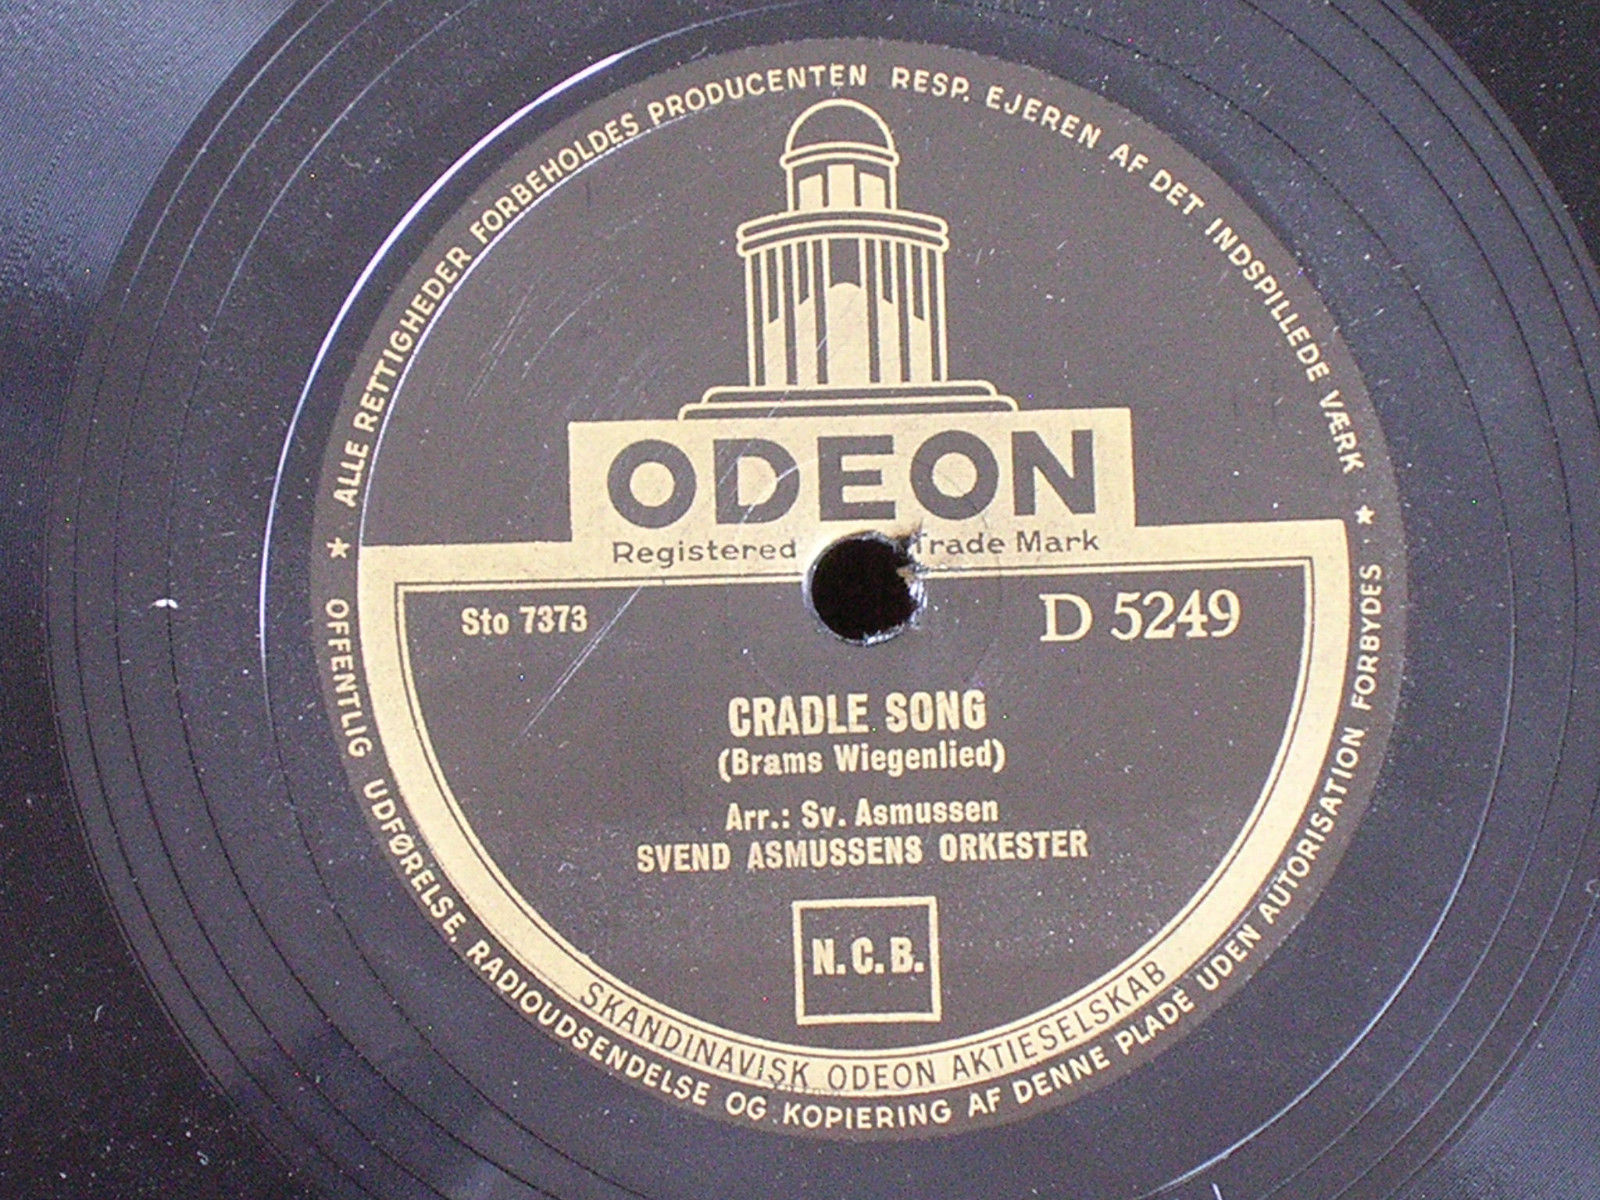 ★ ALLE RETTIGHEDER FORBEHOLDES PRODUCENTEN RESP. EJEREN AF DET INDSPILLEDE VÆRK ★
ODEON
Registered Trade Mark
Sto 7373
D 5249
CRADLE SONG
(Brams Wiegenlied)
Arr.: Sv. Asmussen
SVEND ASMUSSENS ORKESTER
N.C.B.
SKANDINAVISK ODEON AKTIESELSKAB
OFFENTLIG UDFØRELSE, RADIOUDSENDELSE OG KOPIERING AF DENNE PLADE UDEN AUTORISATION FORBYDES